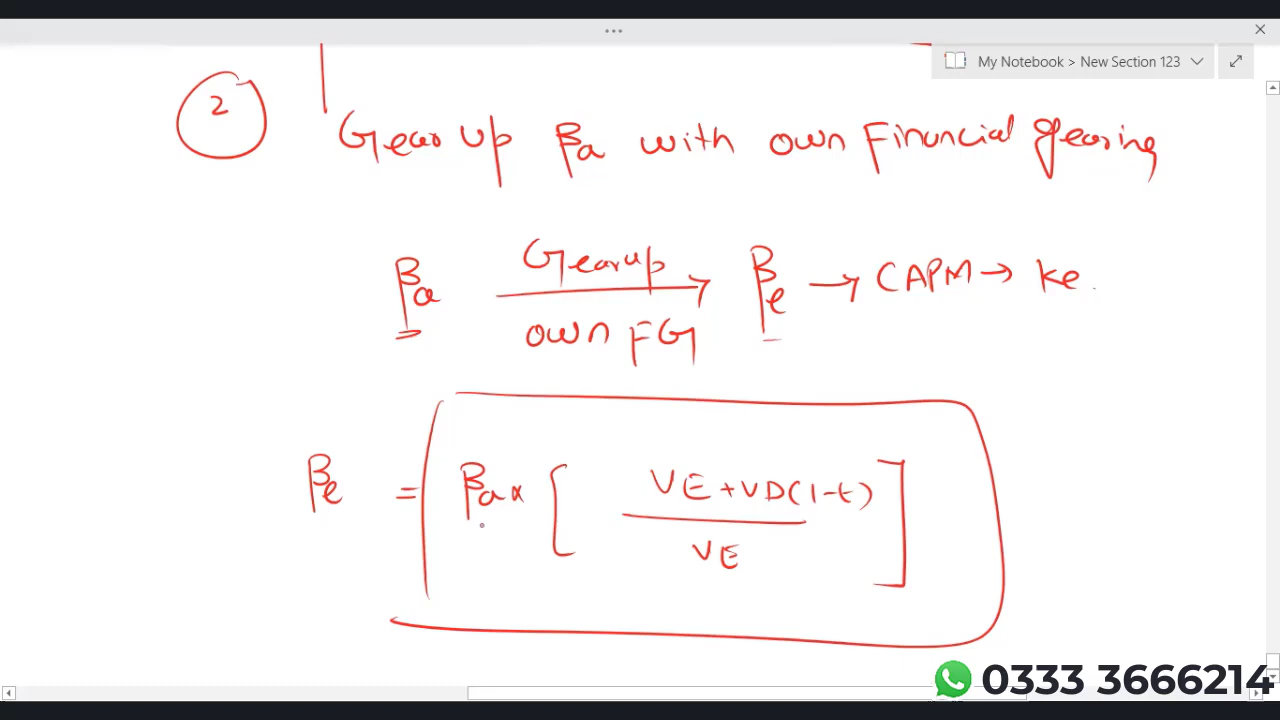 My Notebook > New Section 123
2
Gear up βa with own Financial gearing
βa Gearup own FG → βe → CAPM → Ke.
βe = βa × [ VE + VD(1-t) / VE ]
0333 3666214